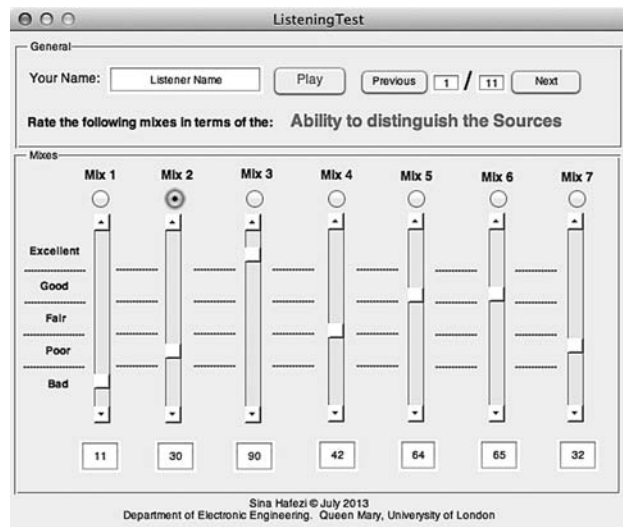 ListeningTest
General
Your Name: Listener Name Play Previous 1 / 11 Next
Rate the following mixes in terms of the: Ability to distinguish the Sources
Mixes
Mix 1 Mix 2 Mix 3 Mix 4 Mix 5 Mix 6 Mix 7
Excellent
Good
Fair
Poor
Bad
11 30 90 42 64 65 32
Sina Hafezi © July 2013
Department of Electronic Engineering. Queen Mary, Univerysity of London